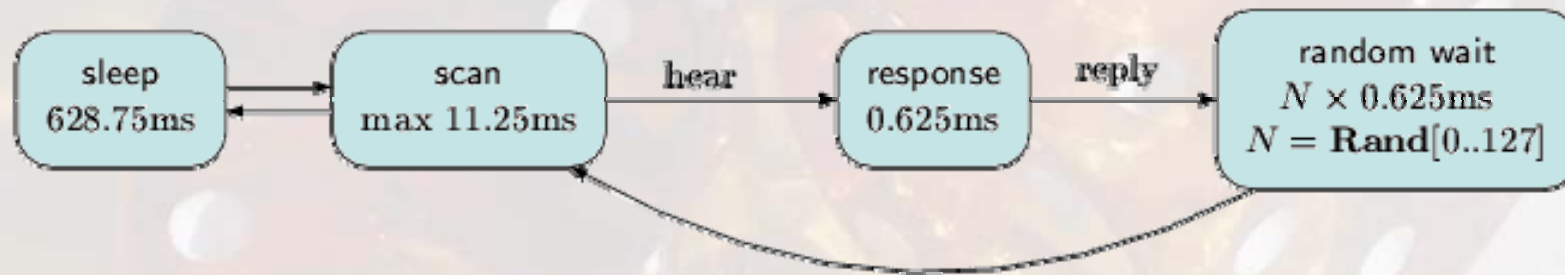 sleep
628.75ms
scan
max 11.25ms
hear
response
0.625ms
reply
random wait
N × 0.625ms
N = Rand[0..127]